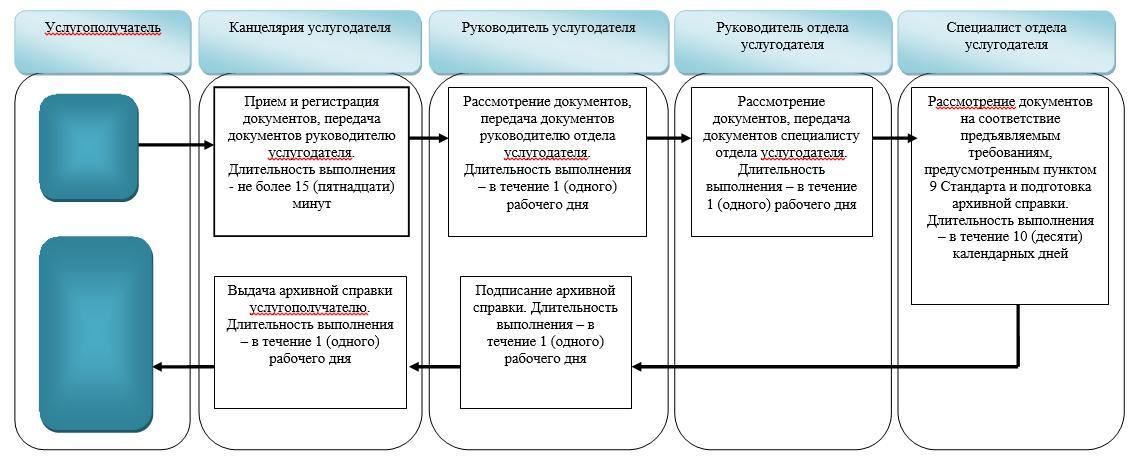 Услугополучатель
Канцелярия услугодателя
Руководитель услугодателя
Руководитель отдела
услугодателя
Специалист отдела
услугодателя
Прием и регистрация
документов, передача
документов руководителю
услугодателя.
Длительность выполнения
- не более 15 (пятнадцати)
минут
Рассмотрение документов,
передача документов
руководителю отдела
услугодателя.
Длительность выполнения
– в течение 1 (одного)
рабочего дня
Рассмотрение
документов, передача
документов специалисту
отдела услугодателя.
Длительность
выполнения – в течение
1 (одного) рабочего дня
Рассмотрение документов
на соответствие
предъявляемым
требованиям,
предусмотренным пунктом
9 Стандарта и подготовка
архивной справки.
Длительность выполнения
– в течение 10 (десяти)
календарных дней
Выдача архивной справки
услугополучателю.
Длительность выполнения
– в течение 1 (одного)
рабочего дня
Подписание архивной
справки. Длительность
выполнения – в
течение 1 (одного)
рабочего дня